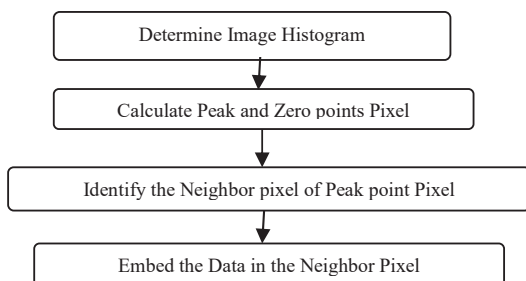 Determine Image Histogram
Calculate Peak and Zero points Pixel
Identify the Neighbor pixel of Peak point Pixel
Embed the Data in the Neighbor Pixel